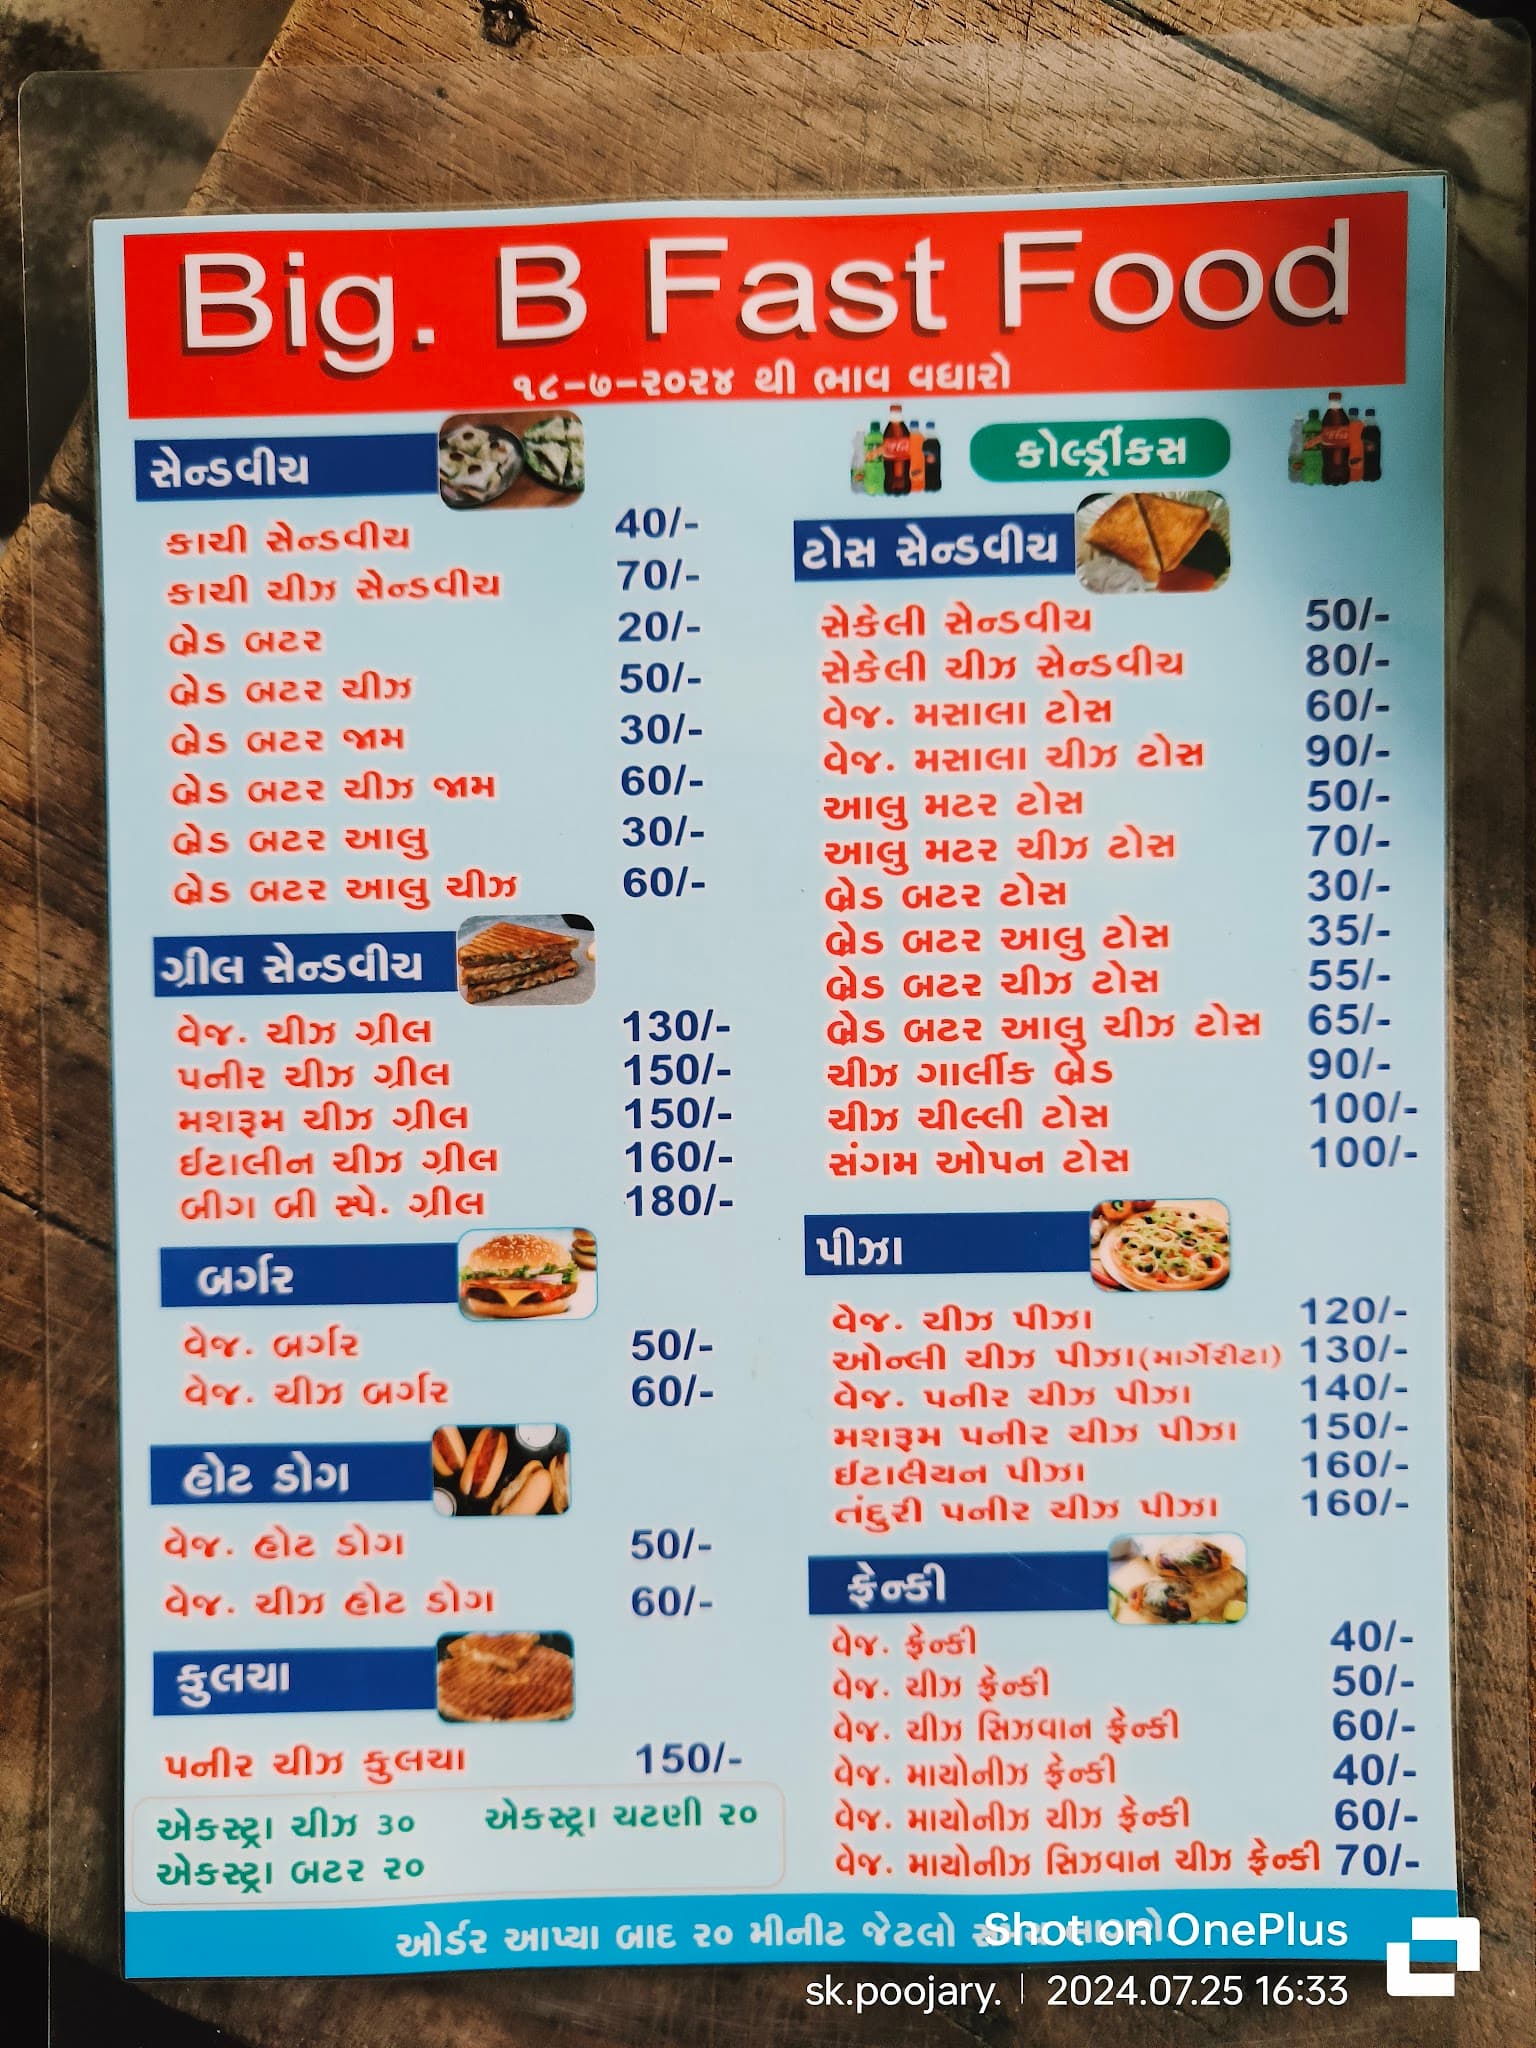 Big. B Fast Food
૧૮-૭-૨૦૨૪ થી ભાવ વધારો
સેન્ડવીચ
કાચી સેન્ડવીચ 40/-
કાચી ચીઝ સેન્ડવીચ 70/-
બ્રેડ બટર 20/-
બ્રેડ બટર ચીઝ 50/-
બ્રેડ બટર જામ 30/-
બ્રેડ બટર ચીઝ જામ 60/-
બ્રેડ બટર આલુ 30/-
બ્રેડ બટર આલુ ચીઝ 60/-
ગ્રીલ સેન્ડવીચ
વેજ. ચીઝ ગ્રીલ 130/-
પનીર ચીઝ ગ્રીલ 150/-
મશરૂમ ચીઝ ગ્રીલ 150/-
ઈટાલીન ચીઝ ગ્રીલ 160/-
બીગ બી સ્પે. ગ્રીલ 180/-
બર્ગર
વેજ. બર્ગર 50/-
વેજ. ચીઝ બર્ગર 60/-
હોટ ડોગ
વેજ. હોટ ડોગ 50/-
વેજ. ચીઝ હોટ ડોગ 60/-
કુલચા
પનીર ચીઝ કુલચા 150/-
એકસ્ટ્રા ચીઝ ૩૦ એકસ્ટ્રા ચટણી ૨૦
એકસ્ટ્રા બટર ૨૦
કોલ્ડ્રીંકસ
ટોસ સેન્ડવીચ
સેકેલી સેન્ડવીચ 50/-
સેકેલી ચીઝ સેન્ડવીચ 80/-
વેજ. મસાલા ટોસ 60/-
વેજ. મસાલા ચીઝ ટોસ 90/-
આલુ મટર ટોસ 50/-
આલુ મટર ચીઝ ટોસ 70/-
બ્રેડ બટર ટોસ 30/-
બ્રેડ બટર આલુ ટોસ 35/-
બ્રેડ બટર ચીઝ ટોસ 55/-
બ્રેડ બટર આલુ ચીઝ ટોસ 65/-
ચીઝ ગાર્લીક બ્રેડ 90/-
ચીઝ ચીલ્લી ટોસ 100/-
સંગમ ઓપન ટોસ 100/-
પીઝા
વેજ. ચીઝ પીઝા 120/-
ઓન્લી ચીઝ પીઝા(માર્ગેરીટા) 130/-
વેજ. પનીર ચીઝ પીઝા 140/-
મશરૂમ પનીર ચીઝ પીઝા 150/-
ઈટાલીયન પીઝા 160/-
તંદુરી પનીર ચીઝ પીઝા 160/-
ફ્રેન્કી
વેજ. ફ્રેન્કી 40/-
વેજ. ચીઝ ફ્રેન્કી 50/-
વેજ. ચીઝ સિઝવાન ફ્રેન્કી 60/-
વેજ. માયોનીઝ ફ્રેન્કી 40/-
વેજ. માયોનીઝ ચીઝ ફ્રેન્કી 60/-
વેજ. માયોનીઝ સિઝવાન ચીઝ ફ્રેન્કી 70/-
ઓર્ડર આપ્યા બાદ ૨૦ મીનીટ જેટલો
Shot on OnePlus
sk.poojary. | 2024.07.25 16:33